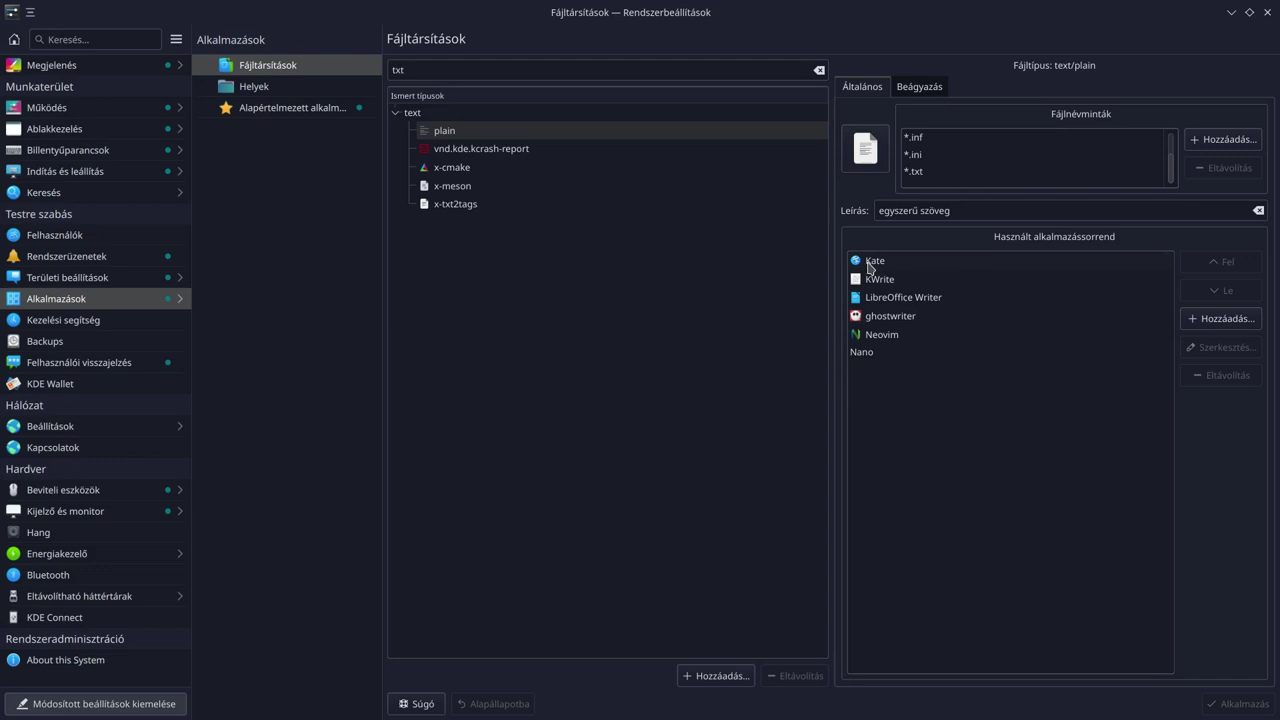 Fájltársítások — Rendszerbeállítások
Keresés...
Megjelenés
Munkaterület
Működés
Ablakkezelés
Billentyűparancsok
Indítás és leállítás
Keresés
Testre szabás
Felhasználók
Rendszerüzenetek
Területi beállítások
Alkalmazások
Kezelési segítség
Backups
Felhasználói visszajelzés
KDE Wallet
Hálózat
Beállítások
Kapcsolatok
Hardver
Beviteli eszközök
Kijelző és monitor
Hang
Energiakezelő
Bluetooth
Eltávolítható háttértárak
KDE Connect
Rendszeradminisztráció
About this System
Módosított beállítások kiemelése
Alkalmazások
Fájltársítások
Helyek
Alapértelmezett alkalm...
Fájltársítások
txt
Ismert típusok
text
plain
vnd.kde.kcrash-report
x-cmake
x-meson
x-txt2tags
Hozzáadás...
Eltávolítás
Súgó
Alapállapotba
Fájltípus: text/plain
Általános
Beágyazás
Fájlnévminták
*.inf
*.ini
*.txt
Hozzáadás...
Eltávolítás
Leírás: egyszerű szöveg
Használt alkalmazássorrend
Kate
KWrite
LibreOffice Writer
ghostwriter
Neovim
Nano
Fel
Le
Hozzáadás...
Szerkesztés...
Eltávolítás
Alkalmazás